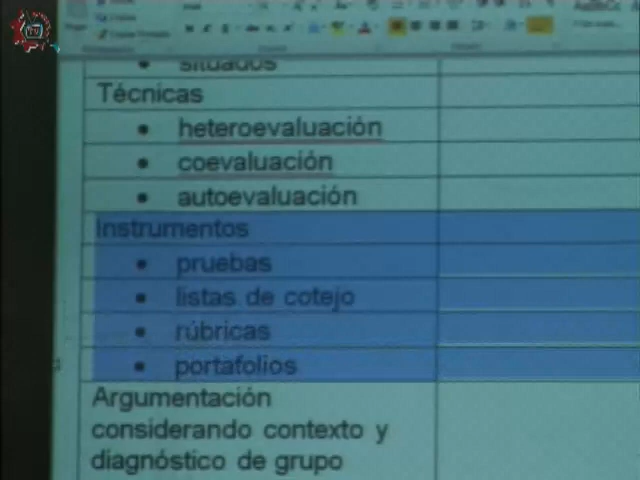 situados
Técnicas
• heteroevaluación
• coevaluación
• autoevaluación
Instrumentos
• pruebas
• listas de cotejo
• rúbricas
• portafolios
Argumentación
considerando contexto y
diagnóstico de grupo